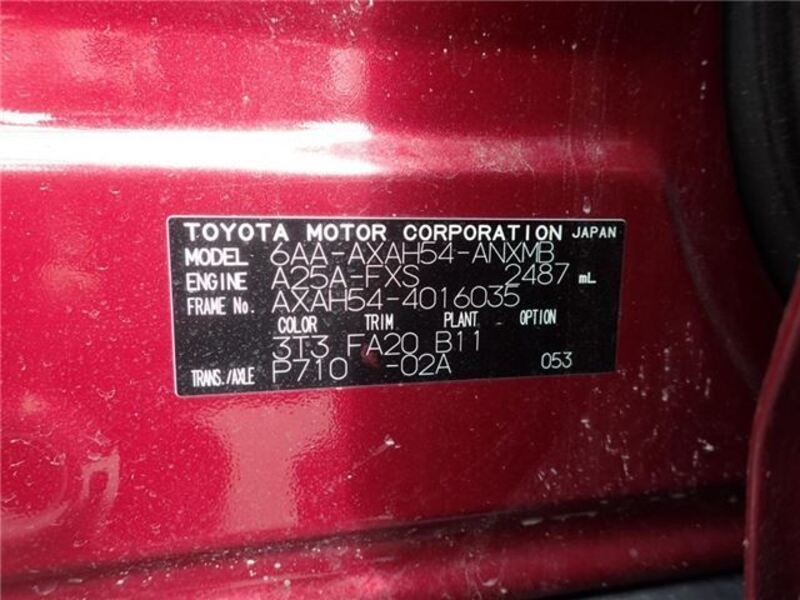 TOYOTA MOTOR CORPORATION JAPAN
MODEL 6AA-AXAH54-ANXMB
ENGINE A25A-FXS 2487 mL
FRAME No. AXAH54-4016035
COLOR TRIM PLANT OPTION
3T3 FA20 B11
TRANS./AXLE P710 -02A 053